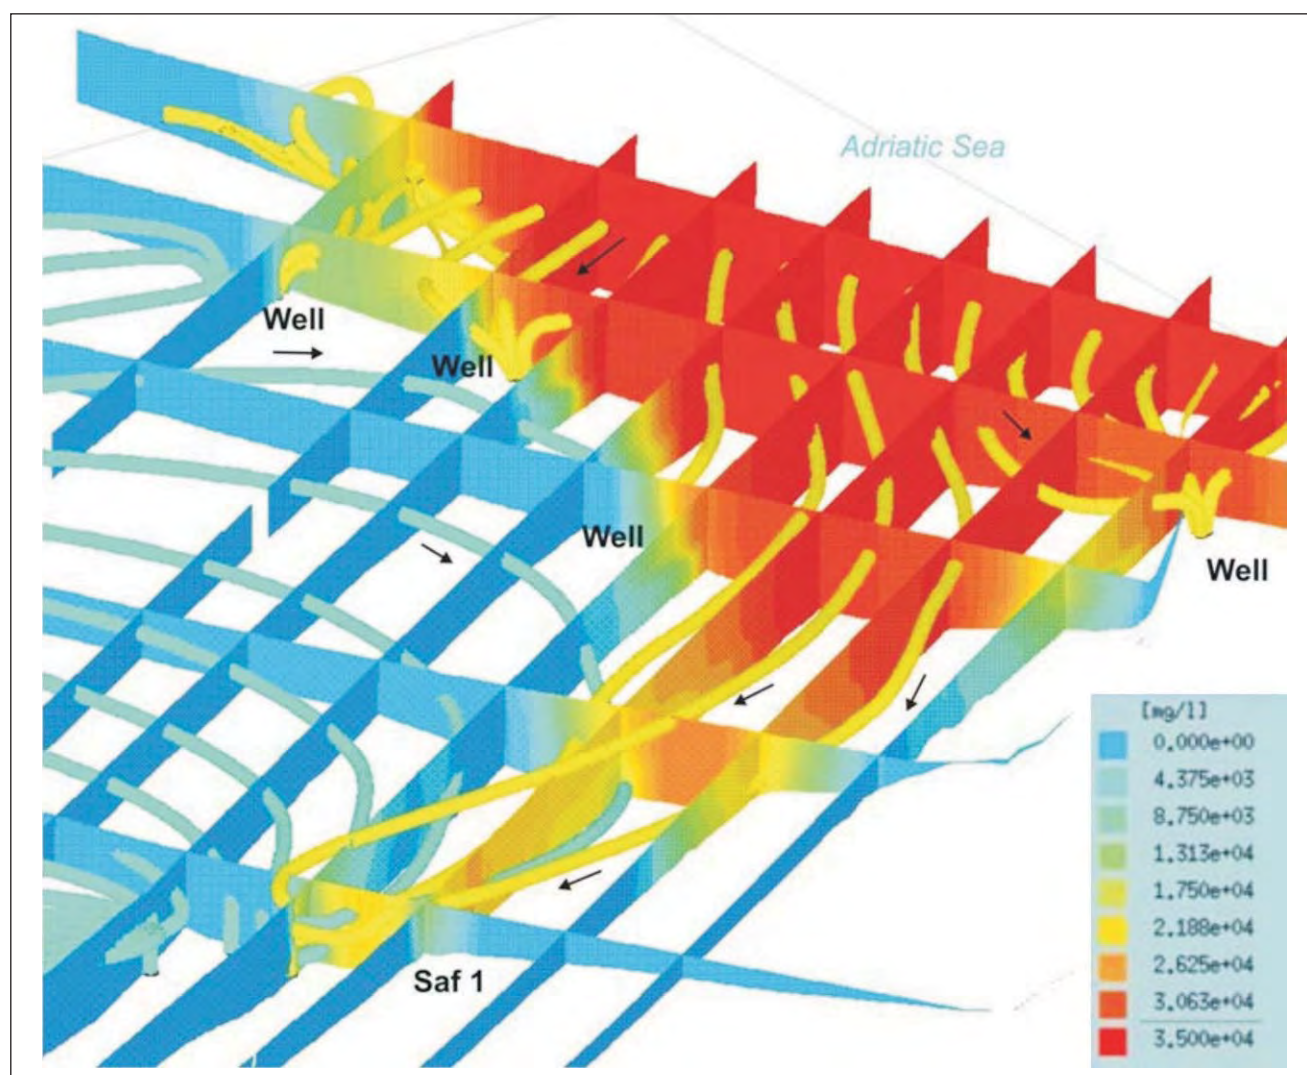 Adriatic Sea
Well
Well
Well
Well
Saf 1
[mg/l]
0.000e+00
4.375e+03
8.750e+03
1.313e+04
1.750e+04
2.188e+04
2.625e+04
3.063e+04
3.500e+04